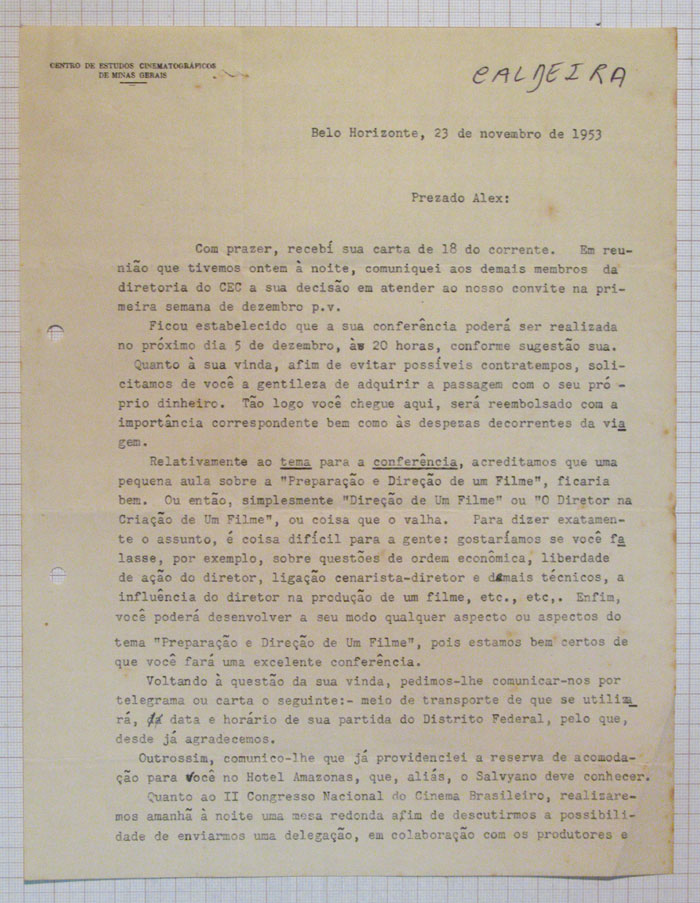 CENTRO DE ESTUDOS CINEMATOGRÁFICOS
DE MINAS GERAIS
CALDEIRA
Belo Horizonte, 23 de novembro de 1953
Prezado Alex:
Com prazer, recebí sua carta de 18 do corrente. Em reu-
nião que tivemos ontem à noite, comuniquei aos demais membros da
diretoria do CEC a sua decisão em atender ao nosso convite na pri-
meira semana de dezembro p.v.
Ficou estabelecido que a sua conferência poderá ser realizada
no próximo dia 5 de dezembro, às 20 horas, conforme sugestão sua.
Quanto à sua vinda, afim de evitar possíveis contratempos, soli-
citamos de você a gentileza de adquirir a passagem com o seu pró -
prio dinheiro. Tão logo você chegue aqui, será reembolsado com a
importância correspondente bem como às despezas decorrentes da via
gem.
Relativamente ao tema para a conferência, acreditamos que uma
pequena aula sobre a "Preparação e Direção de um Filme", ficaria
bem. Ou então, simplesmente "Direção de Um Filme" ou "O Diretor na
Criação de Um Filme", ou coisa que o valha. Para dizer exatamen-
te o assunto, é coisa difícil para a gente: gostaríamos se você fa
lasse, por exemplo, sobre questões de ordem econômica, liberdade
de ação do diretor, ligação cenarista-diretor e demais técnicos, a
influência do diretor na produção de um filme, etc., etc,. Enfim,
você poderá desenvolver a seu modo qualquer aspecto ou aspectos do
tema "Preparação e Direção de Um Filme", pois estamos bem certos de
que você fará uma excelente conferência.
Voltando à questão da sua vinda, pedimos-lhe comunicar-nos por
telegrama ou carta o seguinte:- meio de transporte de que se utiliza
rá, data e horário de sua partida do Distrito Federal, pelo que,
desde já agradecemos.
Outrossim, comunico-lhe que já providenciei a reserva de acomoda-
ção para você no Hotel Amazonas, que, aliás, o Salvyano deve conhecer.
Quanto ao II Congresso Nacional do Cinema Brasileiro, realizare-
mos amanhã à noite uma mesa redonda afim de descutirmos a possibili-
dade de enviarmos uma delegação, em colaboração com os produtores e